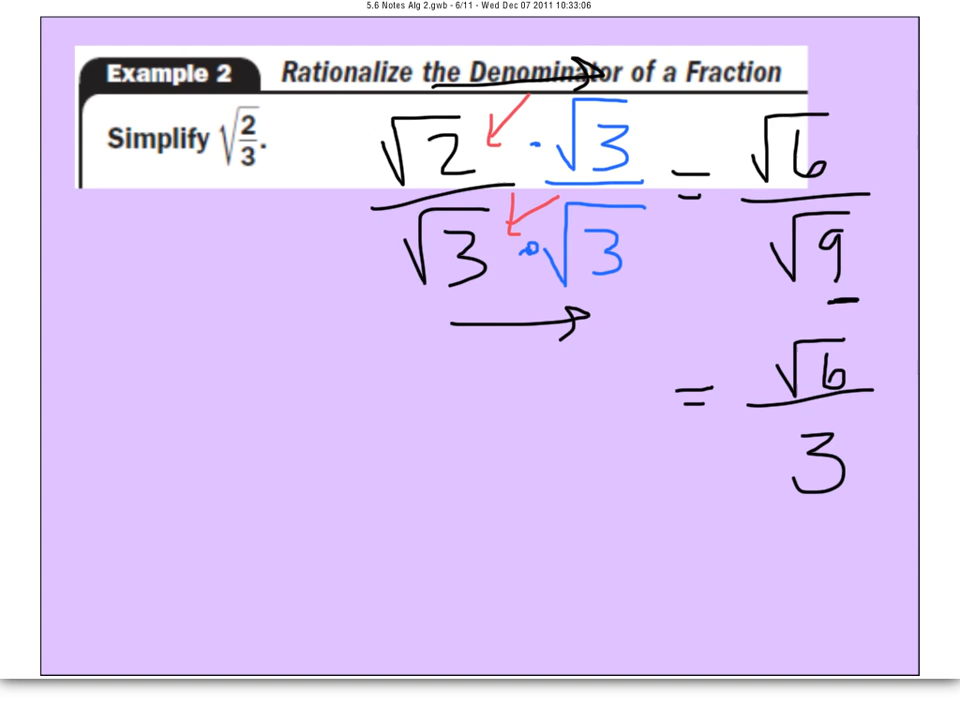 5.6 Notes Alg 2.gwb - 6/11 - Wed Dec 07 2011 10:33:06
Example 2 Rationalize the Denominator of a Fraction
Simplify √(2/3).
√2/√3 · √3/√3 = √6/√9
= √6/3